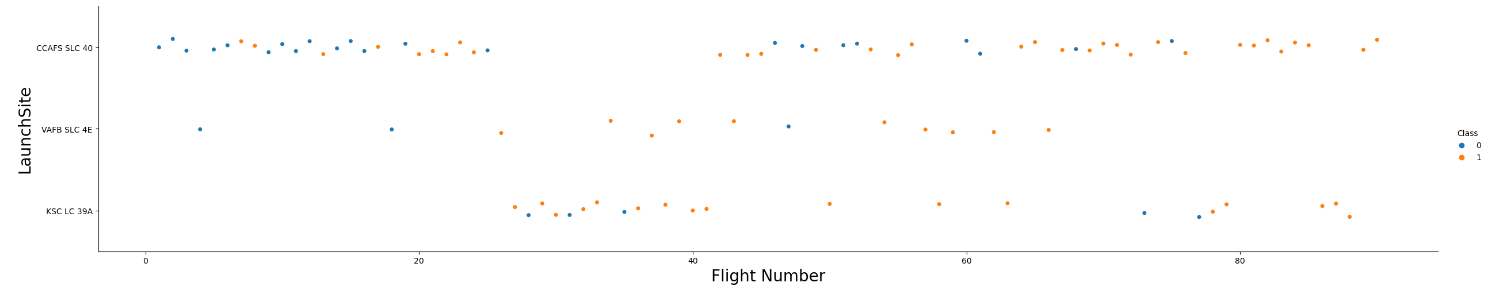 LaunchSite
CCAFS SLC 40
VAFB SLC 4E
KSC LC 39A
0 20 40 60 80
Flight Number
Class
0
1